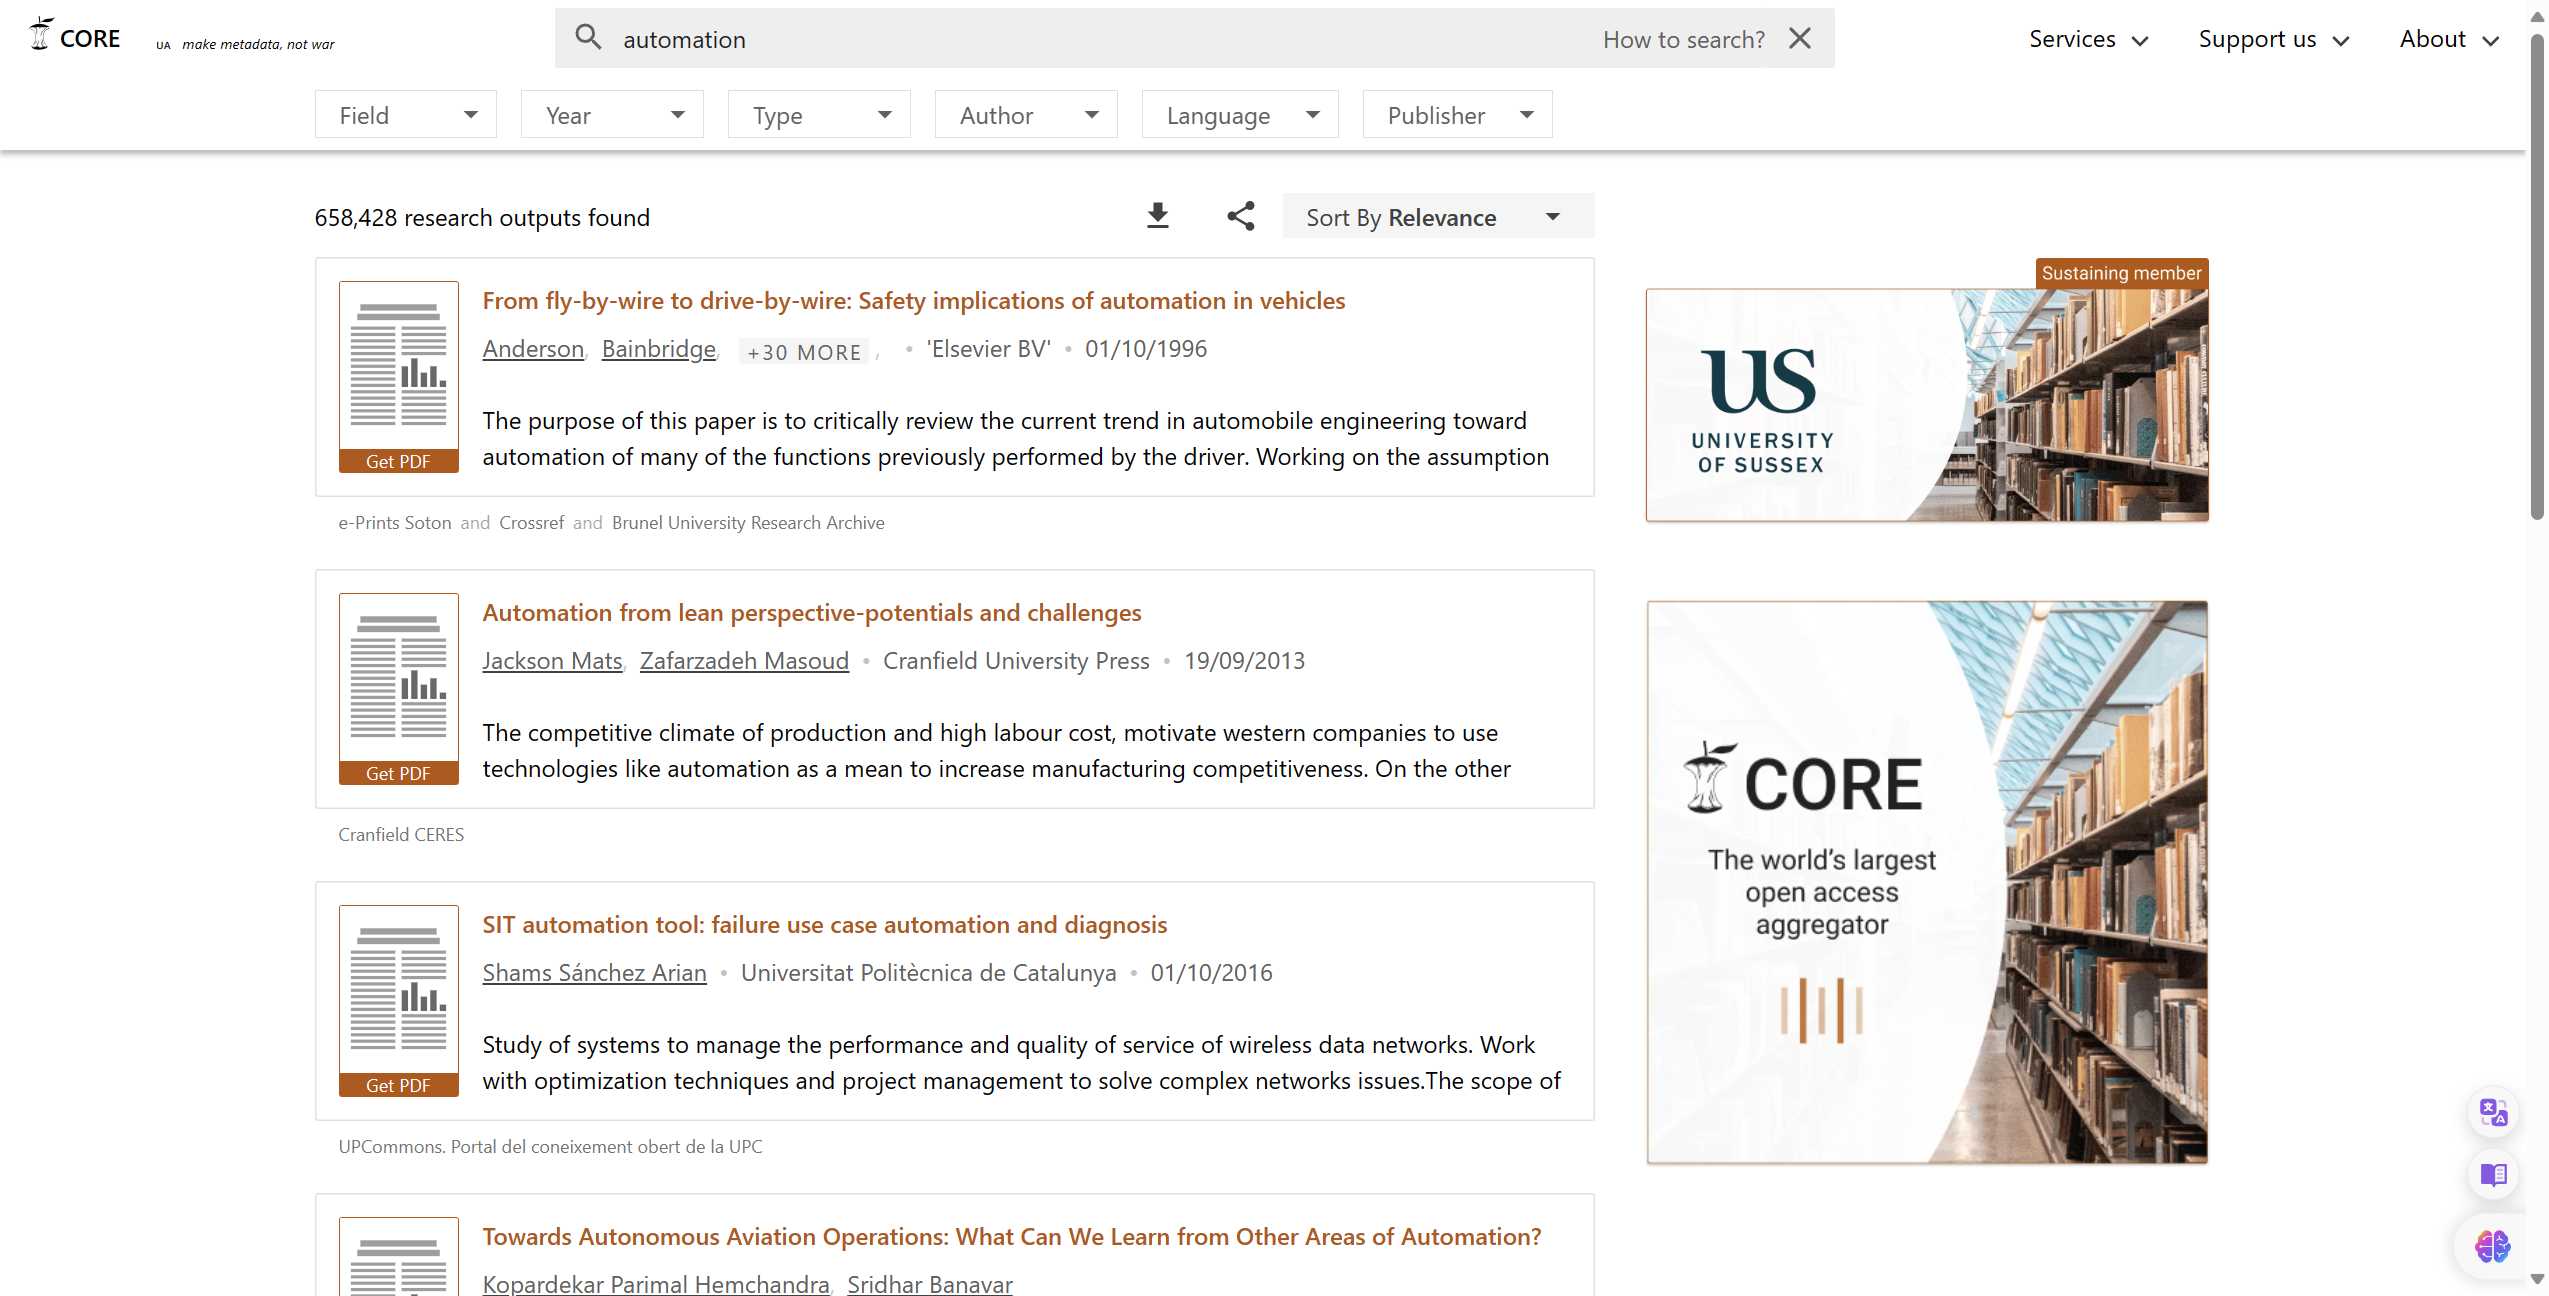 CORE
UA make metadata, not war
automation
How to search?
Services
Support us
About
Field
Year
Type
Author
Language
Publisher
658,428 research outputs found
Sort By Relevance
From fly-by-wire to drive-by-wire: Safety implications of automation in vehicles
Anderson, Bainbridge, +30 MORE , • 'Elsevier BV' • 01/10/1996
The purpose of this paper is to critically review the current trend in automobile engineering toward
automation of many of the functions previously performed by the driver. Working on the assumption
Get PDF
e-Prints Soton and Crossref and Brunel University Research Archive
Automation from lean perspective-potentials and challenges
Jackson Mats, Zafarzadeh Masoud • Cranfield University Press • 19/09/2013
The competitive climate of production and high labour cost, motivate western companies to use
technologies like automation as a mean to increase manufacturing competitiveness. On the other
Get PDF
Cranfield CERES
SIT automation tool: failure use case automation and diagnosis
Shams Sánchez Arian • Universitat Politècnica de Catalunya • 01/10/2016
Study of systems to manage the performance and quality of service of wireless data networks. Work
with optimization techniques and project management to solve complex networks issues.The scope of
Get PDF
UPCommons. Portal del coneixement obert de la UPC
Towards Autonomous Aviation Operations: What Can We Learn from Other Areas of Automation?
Kopardekar Parimal Hemchandra, Sridhar Banavar
Sustaining member
us
UNIVERSITY
OF SUSSEX
CORE
The world's largest
open access
aggregator